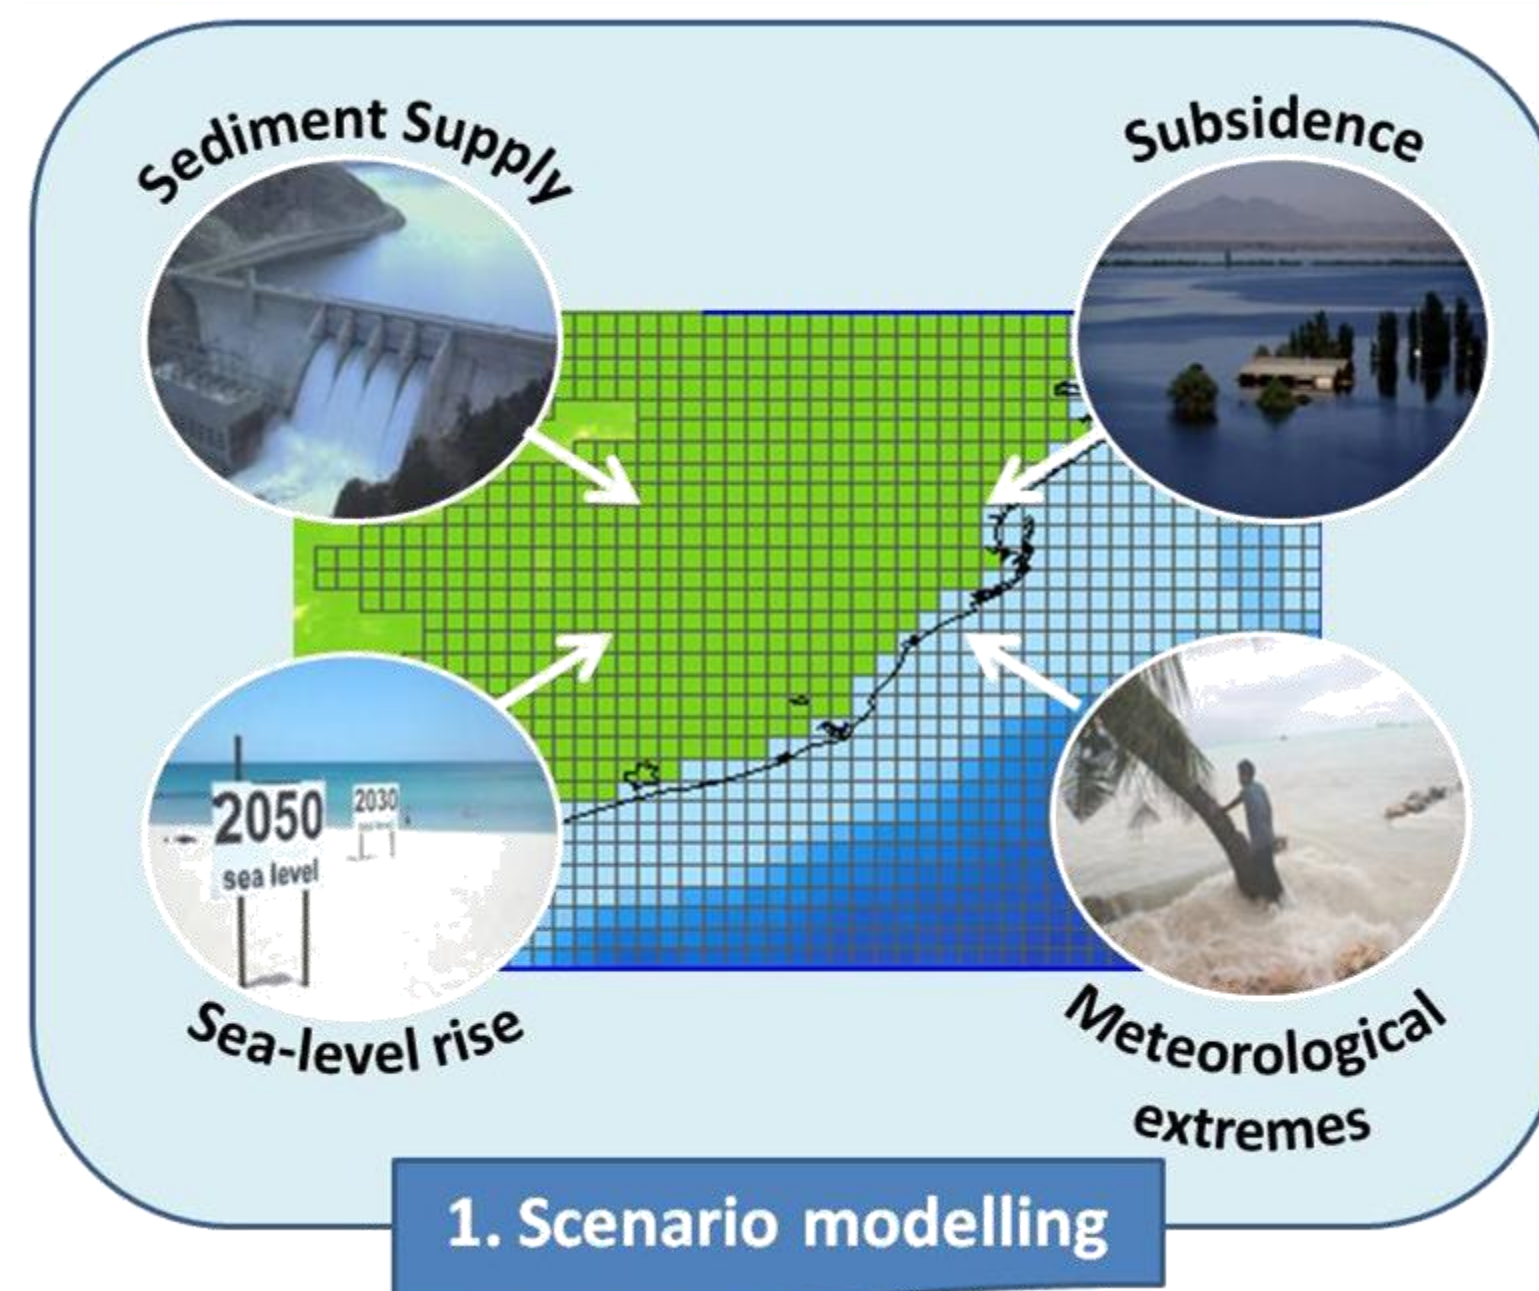 Sediment Supply
Subsidence
2050
sea level
2030
Sea-level rise
Meteorological
extremes
1. Scenario modelling